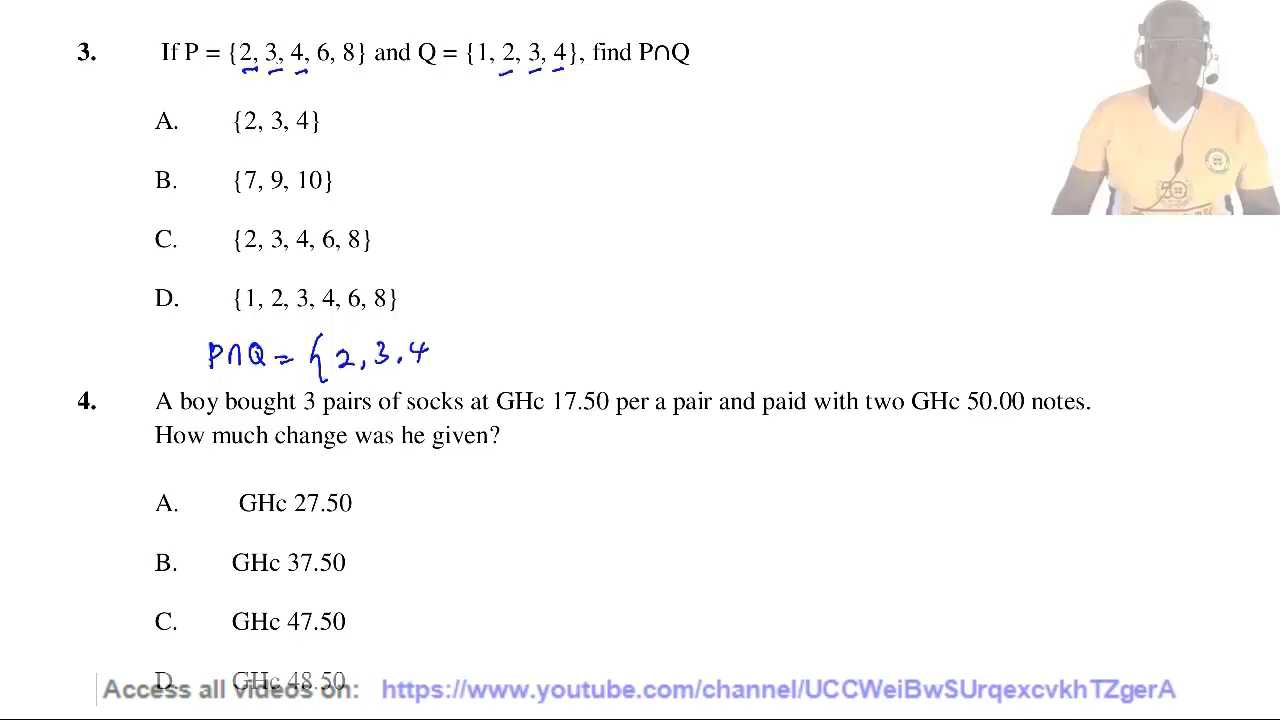 3. If P = {2, 3, 4, 6, 8} and Q = {1, 2, 3, 4}, find P∩Q
A. {2, 3, 4}
B. {7, 9, 10}
C. {2, 3, 4, 6, 8}
D. {1, 2, 3, 4, 6, 8}
P∩Q = {2, 3, 4
4. A boy bought 3 pairs of socks at GHc 17.50 per a pair and paid with two GHc 50.00 notes.
How much change was he given?
A. GHc 27.50
B. GHc 37.50
C. GHc 47.50
D. GHc 48.50
Access all videos on: https://www.youtube.com/channel/UCCWeiBwSUrqexcvkhTZgerA
50